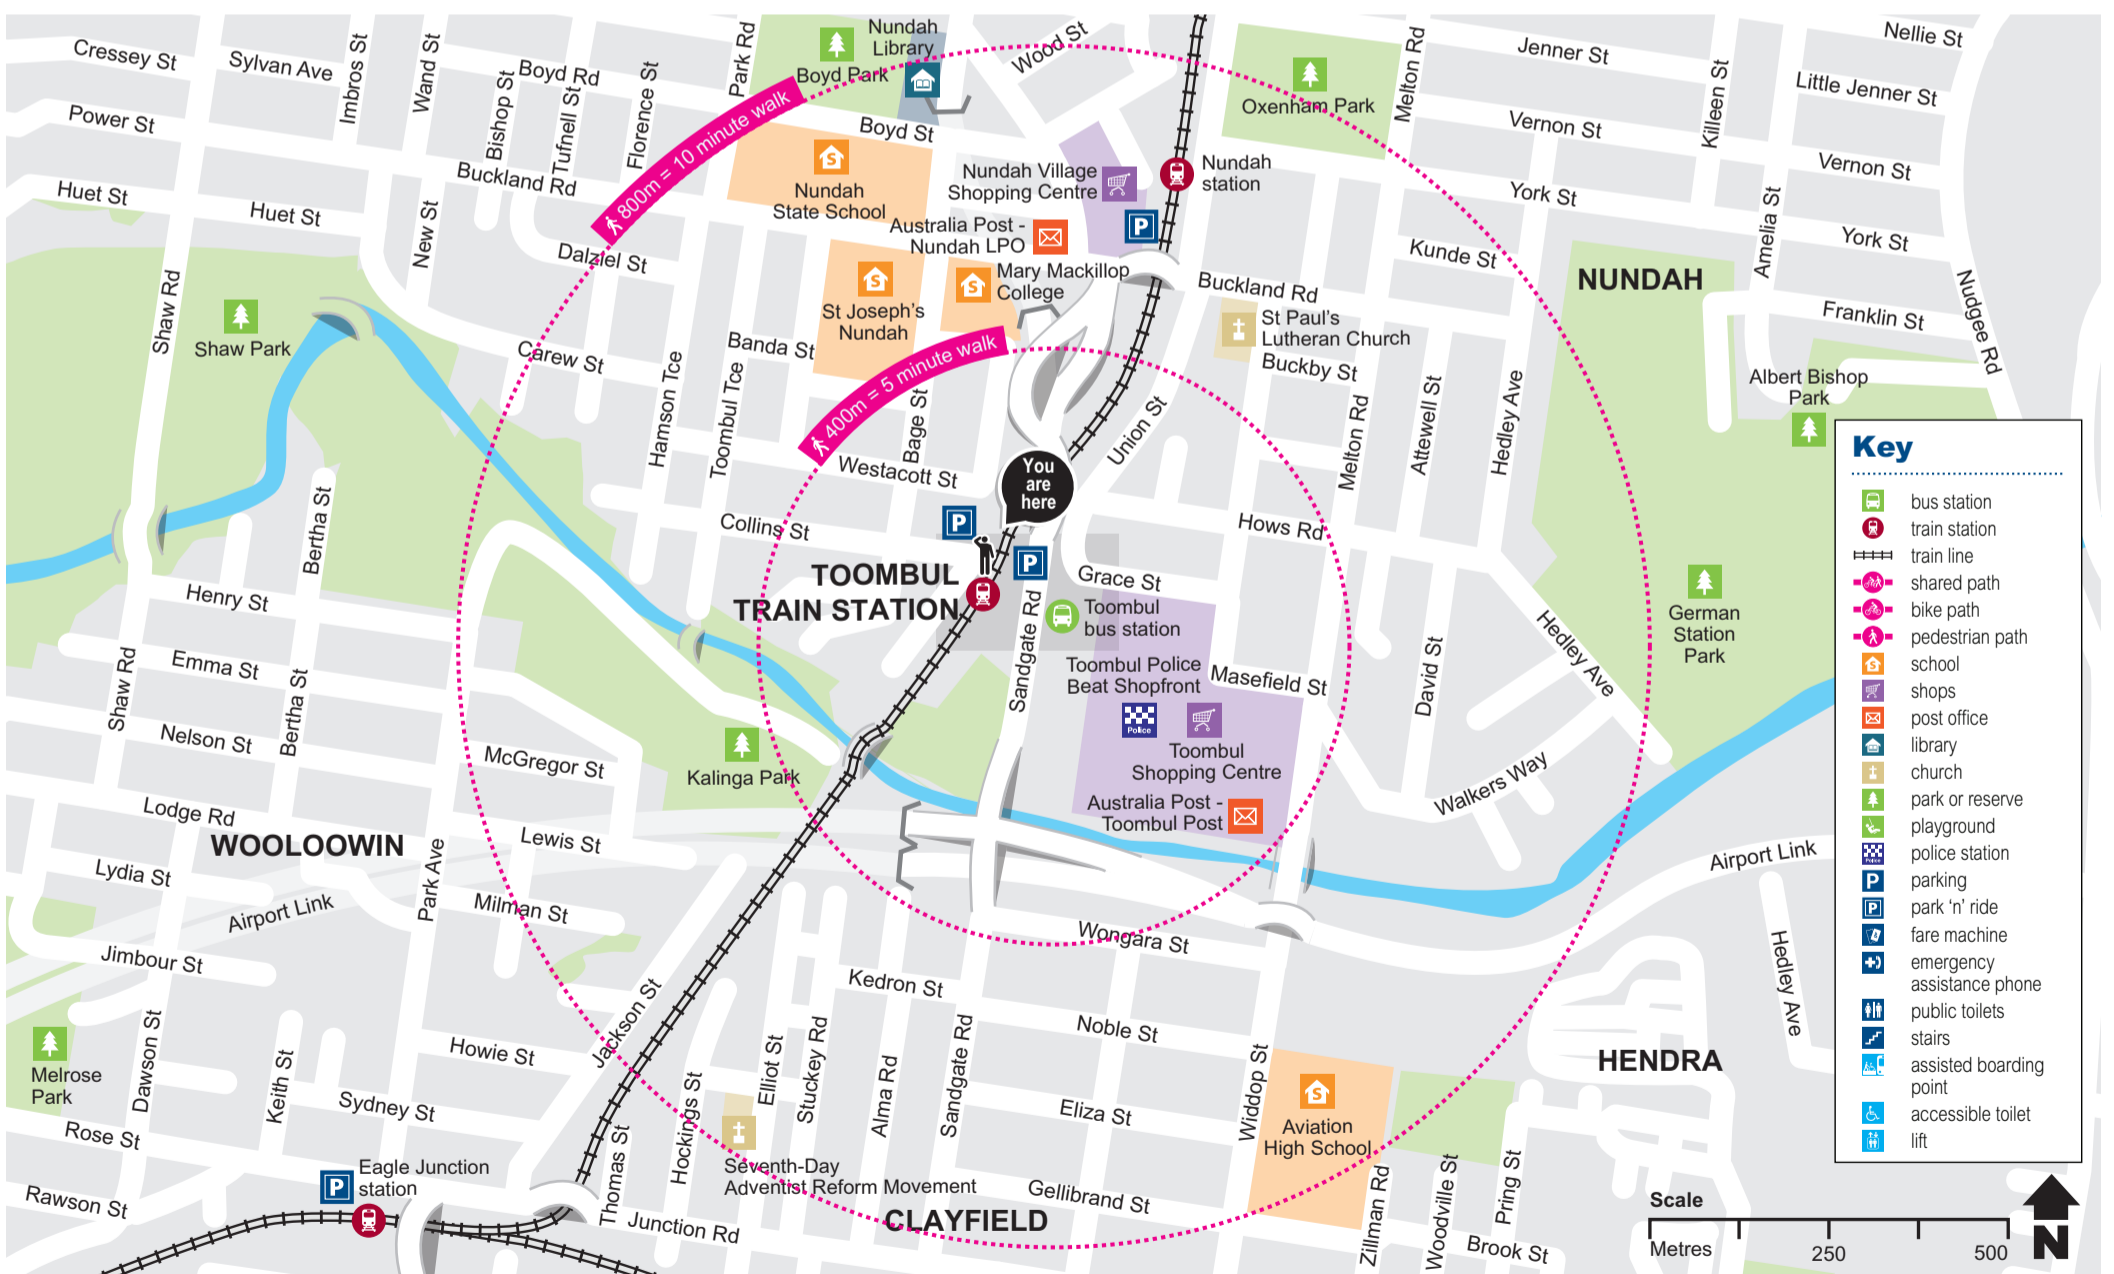 Cressey St
Sylvan Ave
Imbros St
Wand St
Bishop St
Boyd Rd
Tufnell St
Florence St
Park Rd
Nundah
Library
Boyd Park
Wood St
Oxenham Park
Melton Rd
Jenner St
Killeen St
Nellie St
Little Jenner St
Power St
Boyd St
Vernon St
Vernon St
800m = 10 minute walk
Huet St
Huet St
New St
Buckland Rd
Dalziel St
S
Nundah
State School
Nundah Village
Shopping Centre
Nundah
station
P
Australia Post -
Nundah LPO
York St
York St
Amelia St
Kunde St
NUNDAH
Nudgee Rd
S
St Joseph's
Nundah
S
Mary Mackillop
College
Buckland Rd
St Paul's
Lutheran Church
Buckby St
Franklin St
Shaw Rd
Shaw Park
Carew St
Banda St
400m = 5 minute walk
Hamson Tce
Toombul Tce
Bage St
Westacott St
Union St
Melton Rd
Attewell St
Hedley Ave
Albert Bishop
Park
You
are
here
P
P
Collins St
Hows Rd
Bertha St
Henry St
TOOMBUL
TRAIN STATION
Grace St
Toombul
bus station
Sandgate Rd
German
Station
Park
Hedley Ave
Emma St
Shaw Rd
Bertha St
Nelson St
Toombul Police
Beat Shopfront
Police
Masefield St
David St
Toombul
Shopping Centre
Australia Post -
Toombul Post
McGregor St
Kalinga Park
Walkers Way
Lodge Rd
WOOLOOWIN
Lewis St
Park Ave
Lydia St
Airport Link
Airport Link
Milman St
Wongara St
Jimbour St
Kedron St
Hedley Ave
Jackson St
Noble St
Howie St
Melrose
Park
Dawson St
Keith St
Sydney St
Elliot St
Stuckey Rd
Alma Rd
Sandgate Rd
Widdop St
HENDRA
Hockings St
Eliza St
S
Aviation
High School
Rose St
Thomas St
Seventh-Day
Adventist Reform Movement
P
Eagle Junction
station
Rawson St
Junction Rd
CLAYFIELD
Gellibrand St
Zillman Rd
Woodville St
Pring St
Brook St
Key
bus station
train station
train line
shared path
bike path
pedestrian path
S
school
shops
post office
library
church
park or reserve
playground
Police
police station
P
parking
P
park 'n' ride
fare machine
emergency
assistance phone
public toilets
stairs
assisted boarding
point
accessible toilet
lift
Scale
Metres
250
500
N